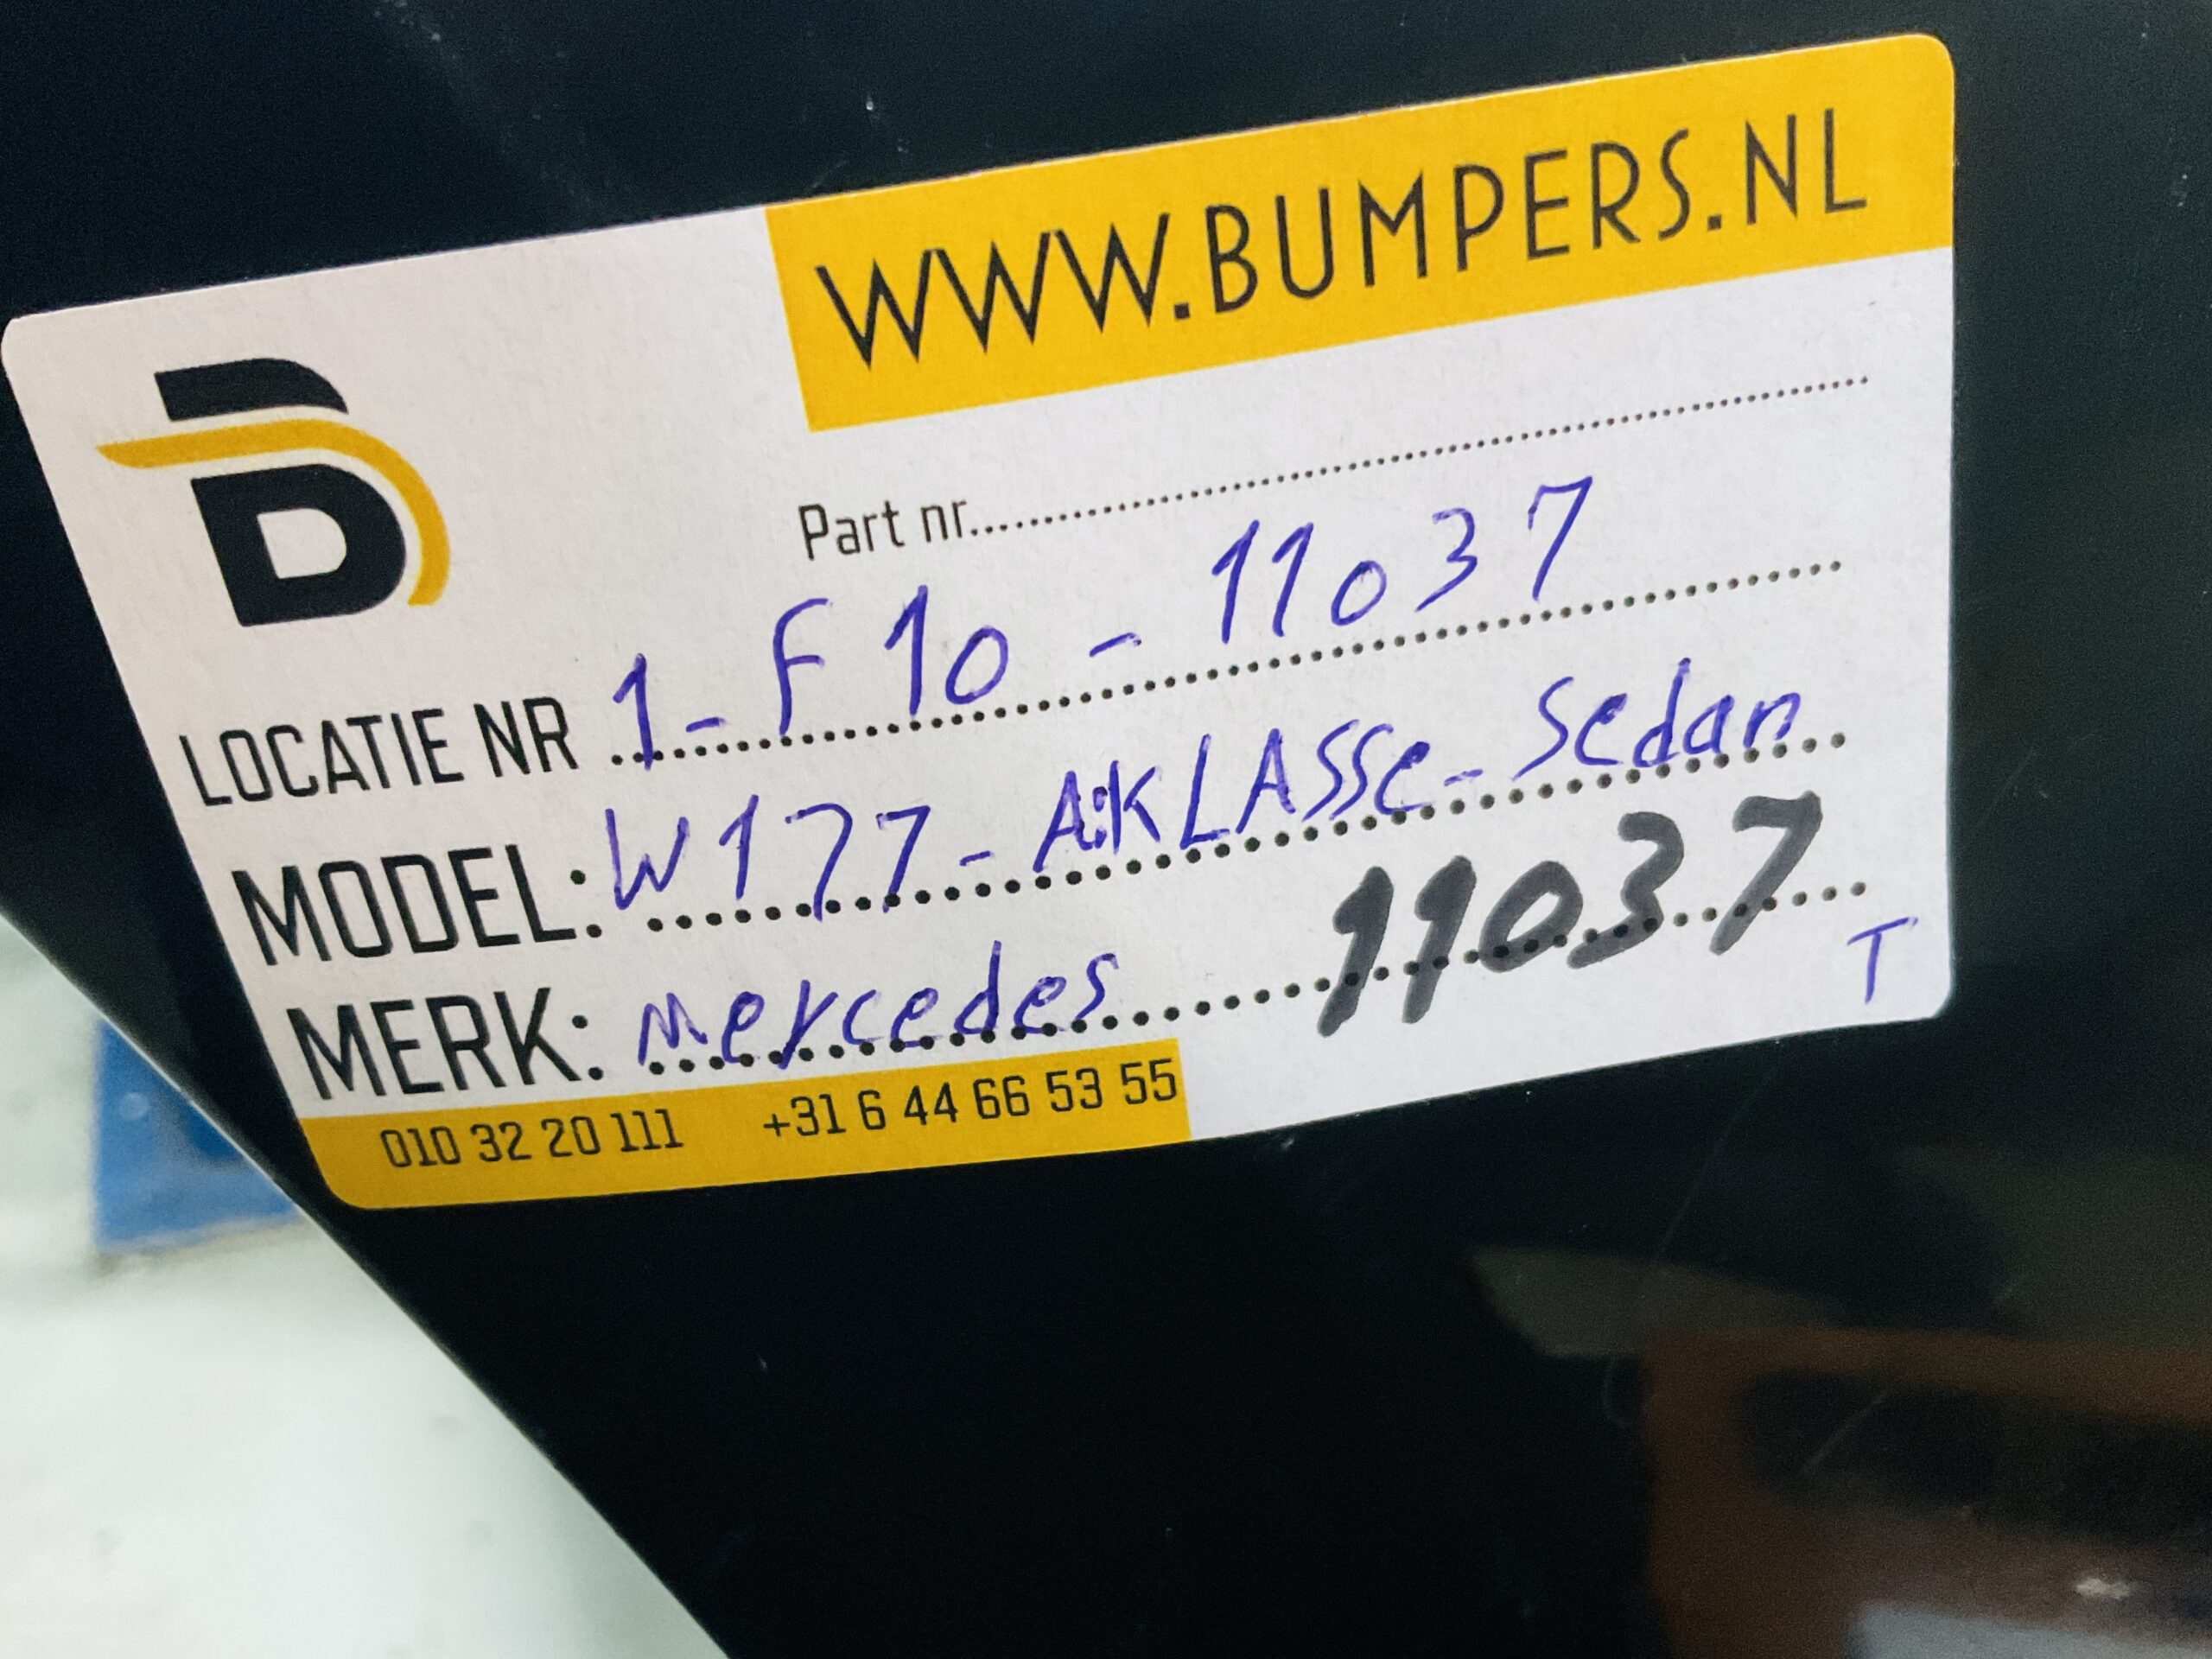 WWW.BUMPERS.NL
B
Part nr.....
LOCATIE NR 1-F10-11037
MODEL: W177-A:KLASSe-Sedan
MERK: mercedes 11037
T
010 32 20 111 +31 6 44 66 53 55